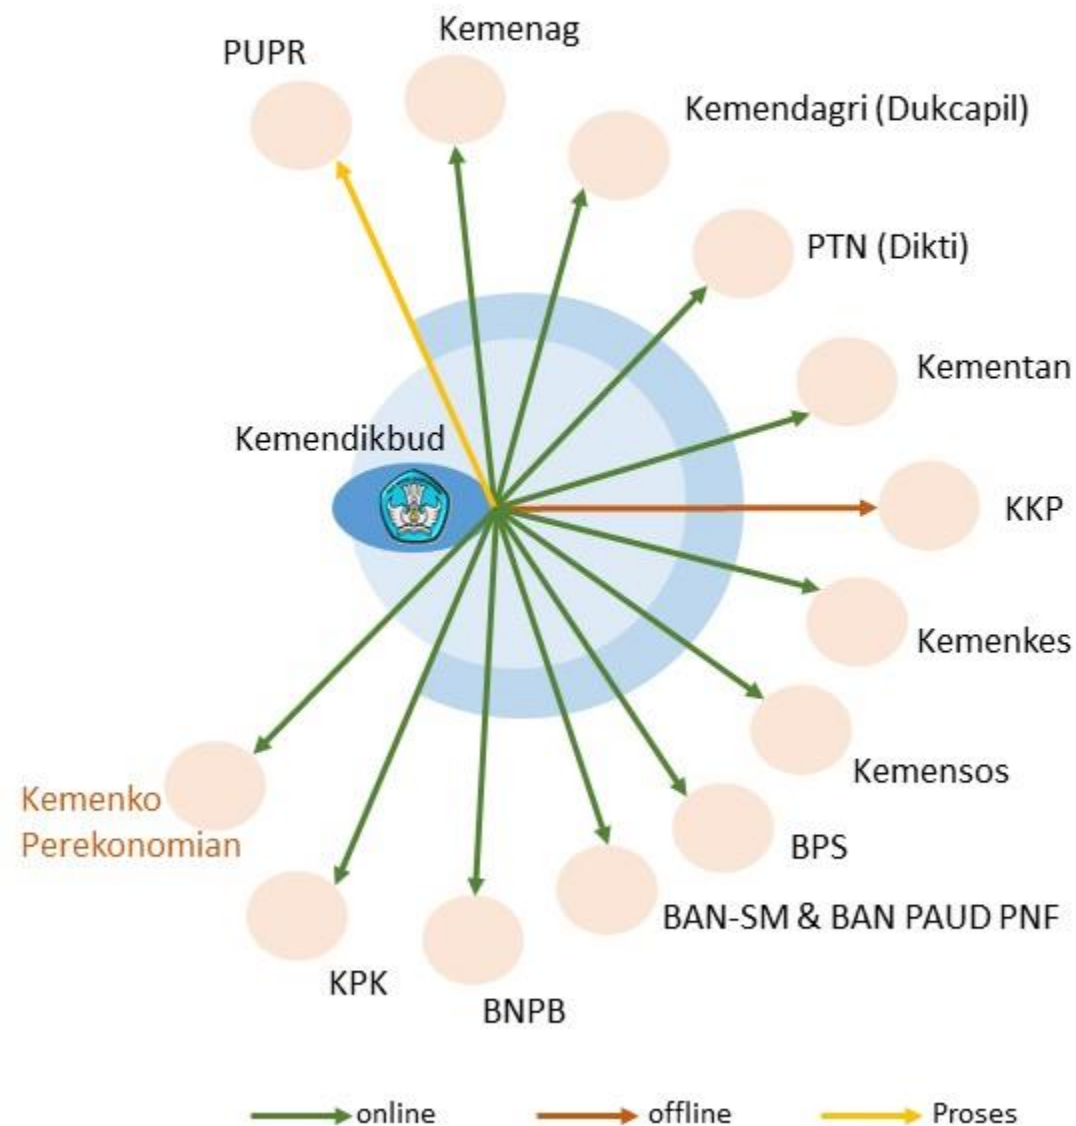 Kemenag
PUPR
Kemendagri (Dukcapil)
PTN (Dikti)
Kementan
Kemendikbud
KKP
Kemenkes
Kemensos
Kemenko
Perekonomian
BPS
BAN-SM & BAN PAUD PNF
KPK
BNPB
online
offline
Proses